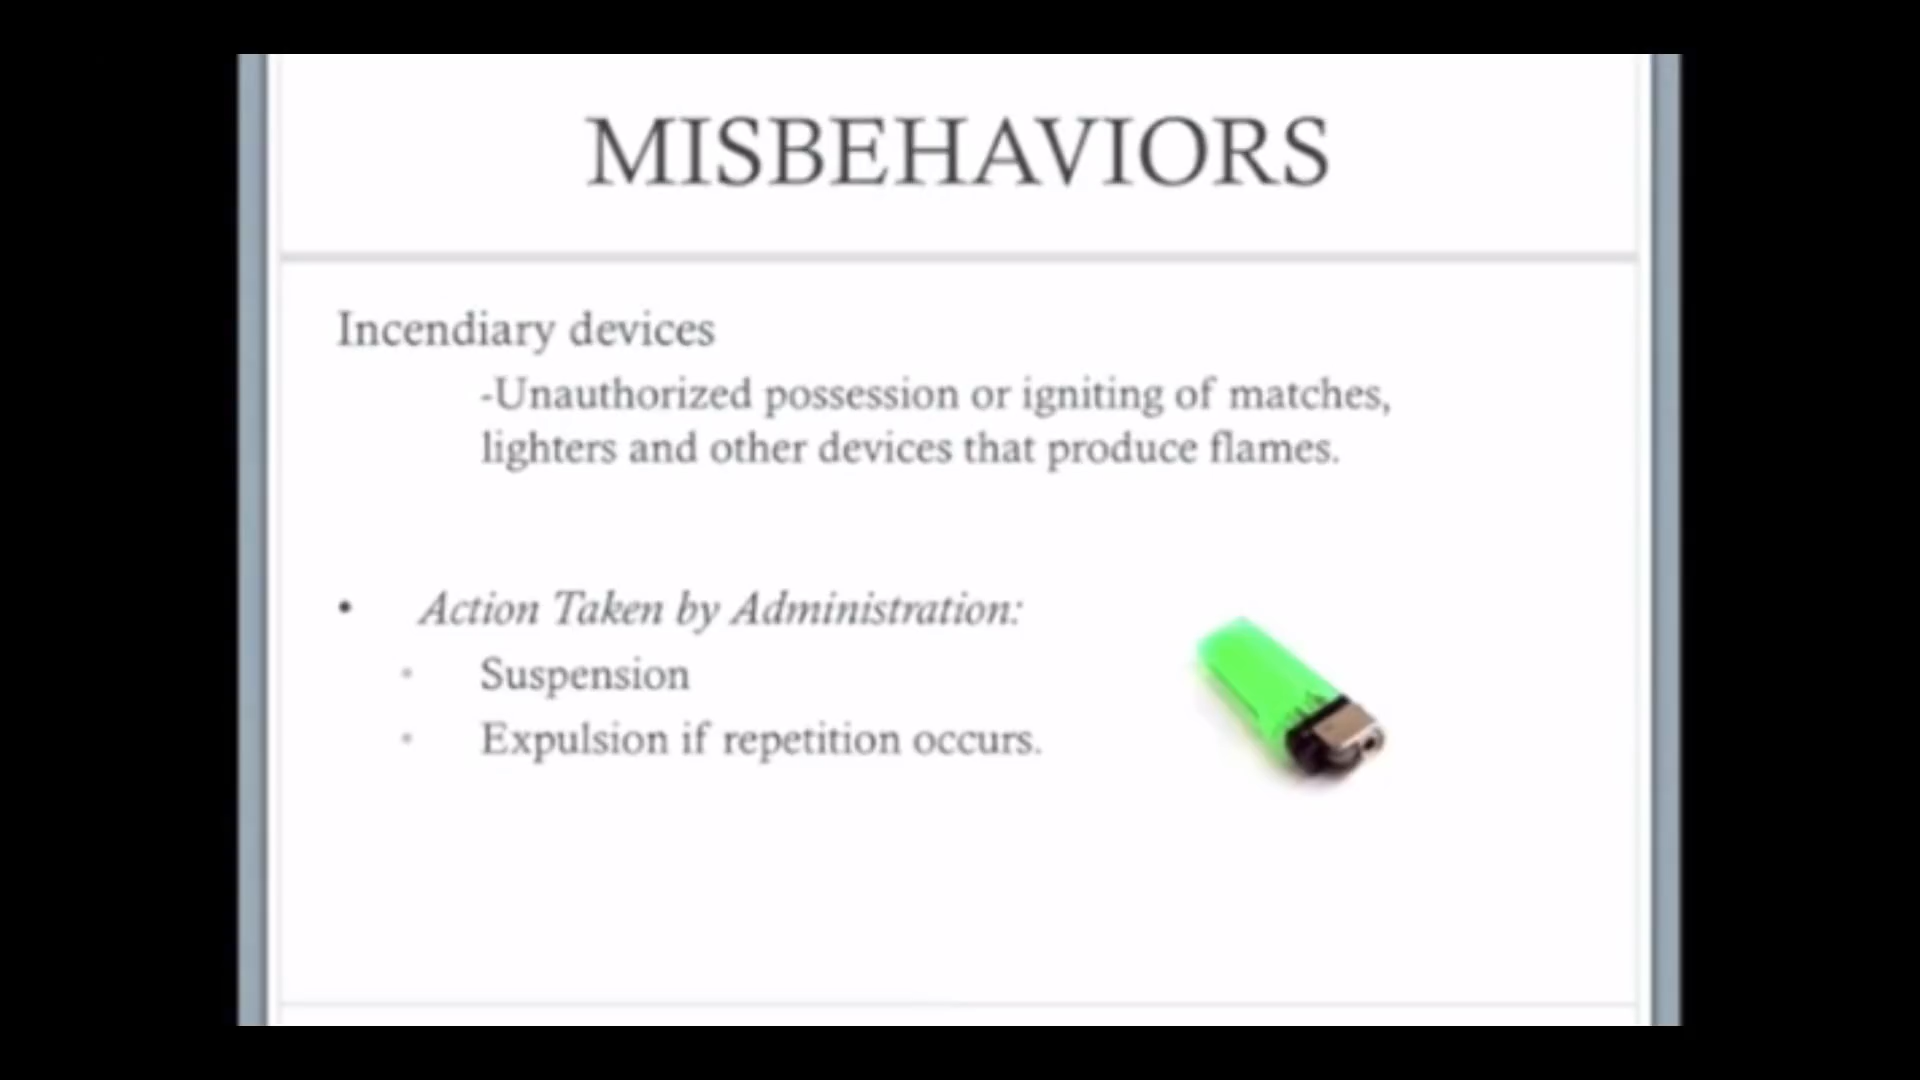 MISBEHAVIORS
Incendiary devices
-Unauthorized possession or igniting of matches,
lighters and other devices that produce flames.
• Action Taken by Administration:
• Suspension
• Expulsion if repetition occurs.